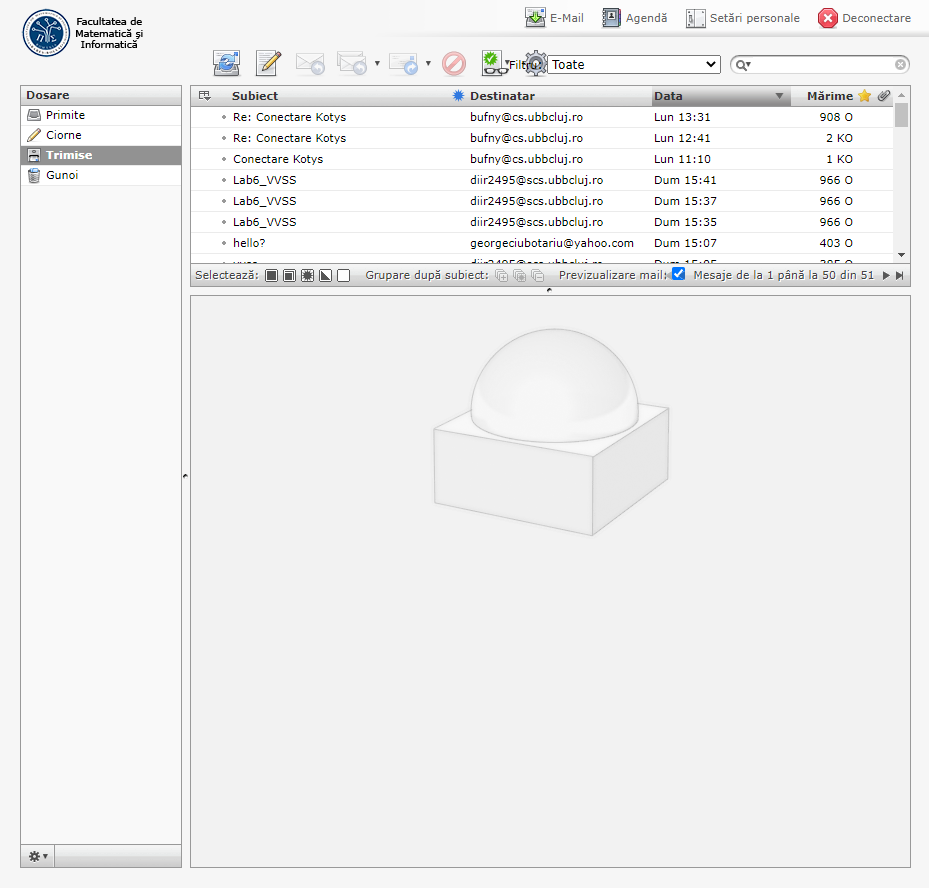 Facultatea de
Matematică și
Informatică
E-Mail
Agendă
Setări personale
Deconectare
Filtru:
Toate
Dosare
Primite
Ciorne
Trimise
Gunoi
Subiect Destinatar Data Mărime
Re: Conectare Kotys bufny@cs.ubbcluj.ro Lun 13:31 908 O
Re: Conectare Kotys bufny@cs.ubbcluj.ro Lun 12:41 2 KO
Conectare Kotys bufny@cs.ubbcluj.ro Lun 11:10 1 KO
Lab6_VVSS diir2495@scs.ubbcluj.ro Dum 15:41 966 O
Lab6_VVSS diir2495@scs.ubbcluj.ro Dum 15:37 966 O
Lab6_VVSS diir2495@scs.ubbcluj.ro Dum 15:35 966 O
hello? georgeciubotariu@yahoo.com Dum 15:07 403 O
Selectează: Grupare după subiect: Previzualizare mail: Mesaje de la 1 până la 50 din 51